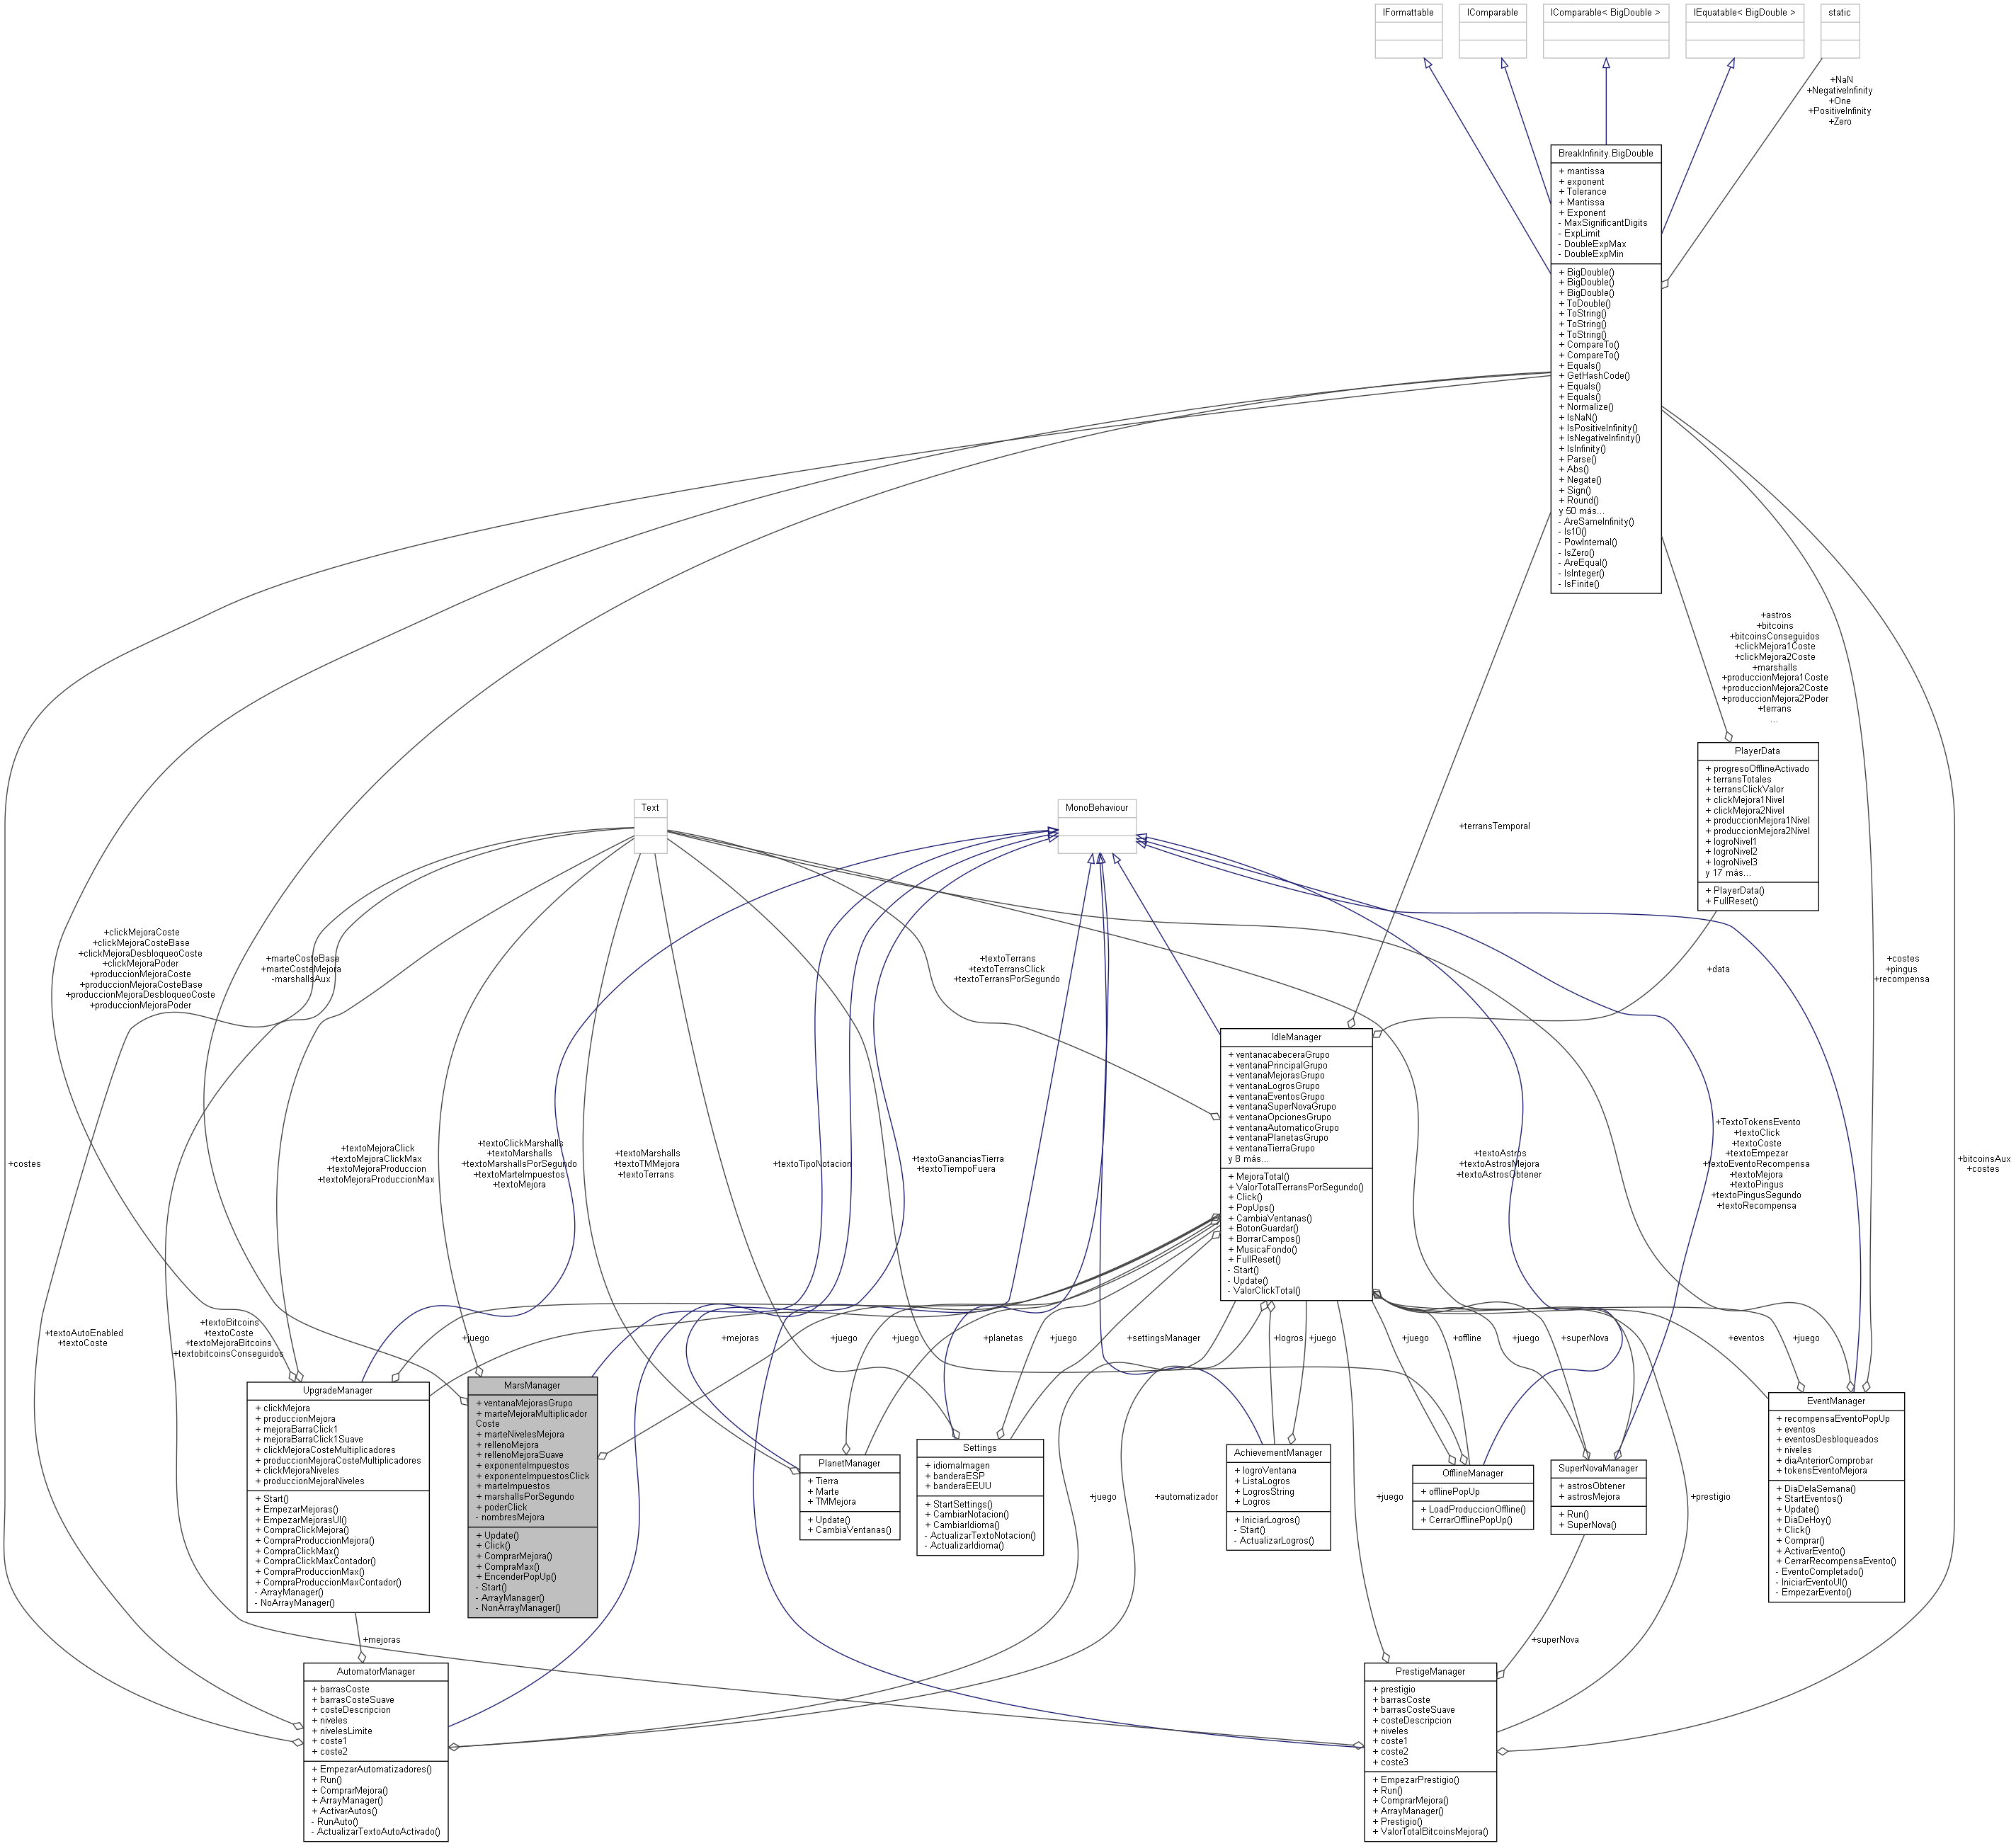 IFormattable
IComparable
IComparable< BigDouble >
IEquatable< BigDouble >
static
+NaN
+NegativeInfinity
+One
+PositiveInfinity
+Zero
BreakInfinity.BigDouble
+ mantissa
+ exponent
+ Tolerance
+ Mantissa
+ Exponent
- MaxSignificantDigits
- ExpLimit
- DoubleExpMax
- DoubleExpMin
+ BigDouble()
+ BigDouble()
+ BigDouble()
+ ToDouble()
+ ToString()
+ ToString()
+ ToString()
+ CompareTo()
+ CompareTo()
+ Equals()
+ GetHashCode()
+ Equals()
+ Equals()
+ Normalize()
+ IsNaN()
+ IsPositiveInfinity()
+ IsNegativeInfinity()
+ IsInfinity()
+ Parse()
+ Abs()
+ Negate()
+ Sign()
+ Round()
y 50 más...
- AreSameInfinity()
- Is10()
- PowInternal()
- IsZero()
- AreEqual()
- IsInteger()
- IsFinite()
+astros
+bitcoins
+bitcoinsConseguidos
+clickMejora1Coste
+clickMejora2Coste
+marshalls
+produccionMejora1Coste
+produccionMejora2Coste
+produccionMejora2Poder
+terrans
...
PlayerData
+ progresoOfflineActivado
+ terransTotales
+ terransClickValor
+ clickMejora1Nivel
+ clickMejora2Nivel
+ produccionMejora1Nivel
+ produccionMejora2Nivel
+ logroNivel1
+ logroNivel2
+ logroNivel3
y 17 más...
+ PlayerData()
+ FullReset()
Text
MonoBehaviour
+terransTemporal
+clickMejoraCoste
+clickMejoraCosteBase
+clickMejoraDesbloqueoCoste
+clickMejoraPoder
+produccionMejoraCoste
+produccionMejoraCosteBase
+produccionMejoraDesbloqueoCoste
+produccionMejoraPoder
+marteCosteBase
+marteCosteMejora
-marshallsAux
+textoTerrans
+textoTerransClick
+textoTerransPorSegundo
+data
+costes
+pingus
+recompensa
IdleManager
+ ventanacabeceraGrupo
+ ventanaPrincipalGrupo
+ ventanaMejorasGrupo
+ ventanaLogrosGrupo
+ ventanaEventosGrupo
+ ventanaSuperNovaGrupo
+ ventanaOpcionesGrupo
+ ventanaAutomaticoGrupo
+ ventanaPlanetasGrupo
+ ventanaTierraGrupo
y 8 más...
+ MejoraTotal()
+ ValorTotalTerransPorSegundo()
+ Click()
+ PopUps()
+ CambiaVentanas()
+ BotonGuardar()
+ BorrarCampos()
+ MusicaFondo()
+ FullReset()
- Start()
- Update()
- ValorClickTotal()
+costes
+textoMejoraClick
+textoMejoraClickMax
+textoMejoraProduccion
+textoMejoraProduccionMax
+textoClickMarshalls
+textoMarshalls
+textoMarshallsPorSegundo
+textoMarteImpuestos
+textoMejora
+textoMarshalls
+textoTMMejora
+textoTerrans
+textoTipoNotacion
+textoGananciasTierra
+textoTiempoFuera
+textoAstros
+textoAstrosMejora
+textoAstrosObtener
+TextoTokensEvento
+textoClick
+textoCoste
+textoEmpezar
+textoEventoRecompensa
+textoMejora
+textoPingus
+textoPingusSegundo
+textoRecompensa
+bitcoinsAux
+costes
+textoAutoEnabled
+textoCoste
+textoBitcoins
+textoCoste
+textoMejoraBitcoins
+textobitcoinsConseguidos
+juego
+mejoras
+juego
+juego
+planetas
+juego
+settingsManager
+logros
+juego
+juego
+offline
+juego
+superNova
+eventos
+juego
UpgradeManager
+ clickMejora
+ produccionMejora
+ mejoraBarraClick1
+ mejoraBarraClick1Suave
+ clickMejoraCosteMultiplicadores
+ produccionMejoraCosteMultiplicadores
+ clickMejoraNiveles
+ produccionMejoraNiveles
+ Start()
+ EmpezarMejoras()
+ EmpezarMejorasUI()
+ CompraClickMejora()
+ CompraProduccionMejora()
+ CompraClickMax()
+ CompraClickMaxContador()
+ CompraProduccionMax()
+ CompraProduccionMaxContador()
- ArrayManager()
- NoArrayManager()
MarsManager
+ ventanaMejorasGrupo
+ marteMejoraMultiplicador
Coste
+ marteNivelesMejora
+ rellenoMejora
+ rellenoMejoraSuave
+ exponenteImpuestos
+ exponenteImpuestosClick
+ marteImpuestos
+ marshallsPorSegundo
+ poderClick
- nombresMejora
+ Update()
+ Click()
+ ComprarMejora()
+ CompraMax()
+ EncenderPopUp()
- Start()
- ArrayManager()
- NonArrayManager()
PlanetManager
+ Tierra
+ Marte
+ TMMejora
+ Update()
+ CambiaVentanas()
Settings
+ idiomaImagen
+ banderaESP
+ banderaEEUU
+ StartSettings()
+ CambiarNotacion()
+ CambiarIdioma()
- ActualizarTextoNotacion()
- ActualizarIdioma()
+juego
+automatizador
AchievementManager
+ logroVentana
+ ListaLogros
+ LogrosString
+ Logros
+ IniciarLogros()
- Start()
- ActualizarLogros()
+juego
OfflineManager
+ offlinePopUp
+ LoadProduccionOffline()
+ CerrarOfflinePopUp()
SuperNovaManager
+ astrosObtener
+ astrosMejora
+ Run()
+ SuperNova()
+prestigio
EventManager
+ recompensaEventoPopUp
+ eventos
+ eventosDesbloqueados
+ niveles
+ diaAnteriorComprobar
+ tokensEventoMejora
+ DiaDelaSemana()
+ StartEventos()
+ Update()
+ DiaDeHoy()
+ Click()
+ Comprar()
+ ActivarEvento()
+ CerrarRecompensaEvento()
- EventoCompletado()
- IniciarEventoUI()
- EmpezarEvento()
+mejoras
+superNova
AutomatorManager
+ barrasCoste
+ barrasCosteSuave
+ costeDescripcion
+ niveles
+ nivelesLimite
+ coste1
+ coste2
+ EmpezarAutomatizadores()
+ Run()
+ ComprarMejora()
+ ArrayManager()
+ ActivarAutos()
- RunAuto()
- ActualizarTextoAutoActivado()
PrestigeManager
+ prestigio
+ barrasCoste
+ barrasCosteSuave
+ costeDescripcion
+ niveles
+ coste1
+ coste2
+ coste3
+ EmpezarPrestigio()
+ Run()
+ ComprarMejora()
+ ArrayManager()
+ Prestigio()
+ ValorTotalBitcoinsMejora()